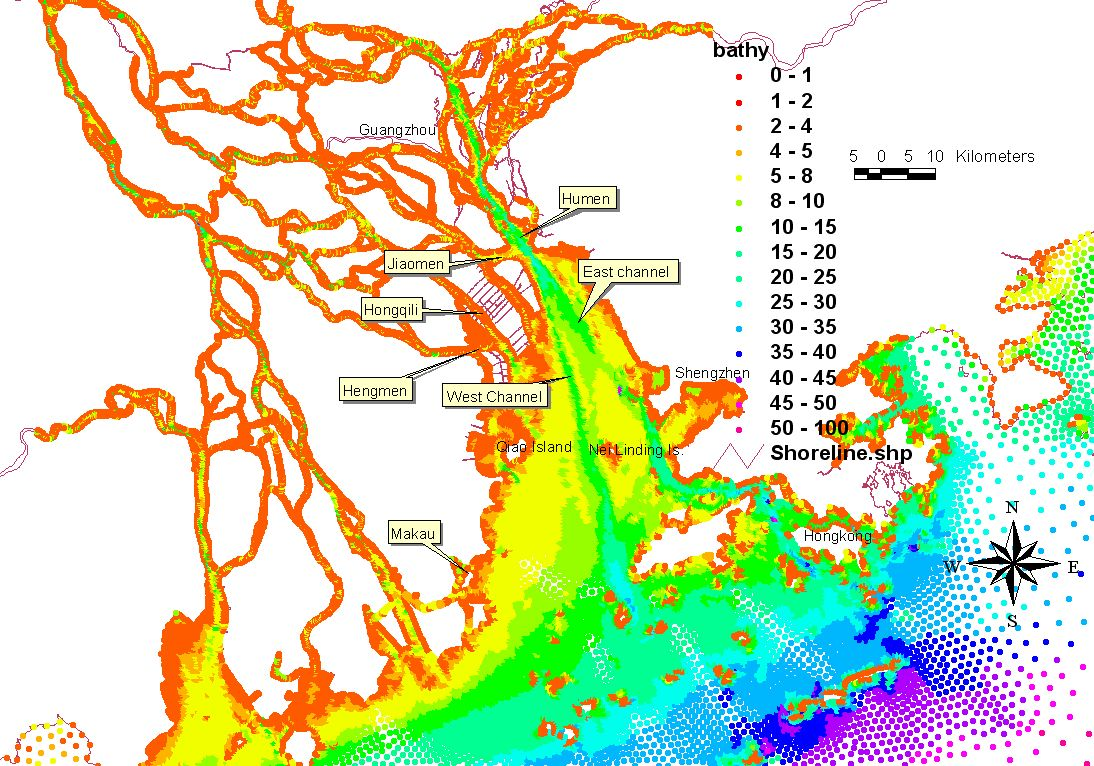 bathy
0 - 1
1 - 2
2 - 4
4 - 5
5 - 8
8 - 10
10 - 15
15 - 20
20 - 25
25 - 30
30 - 35
35 - 40
40 - 45
45 - 50
50 - 100
Shoreline.shp
5 0 5 10 Kilometers
Guangzhou
Humen
Jiaomen
East channel
Hongqili
Hengmen
West Channel
Shengzhen
Qiao Island
Nei Linding Is.
Makau
Hongkong
N
W
E
S